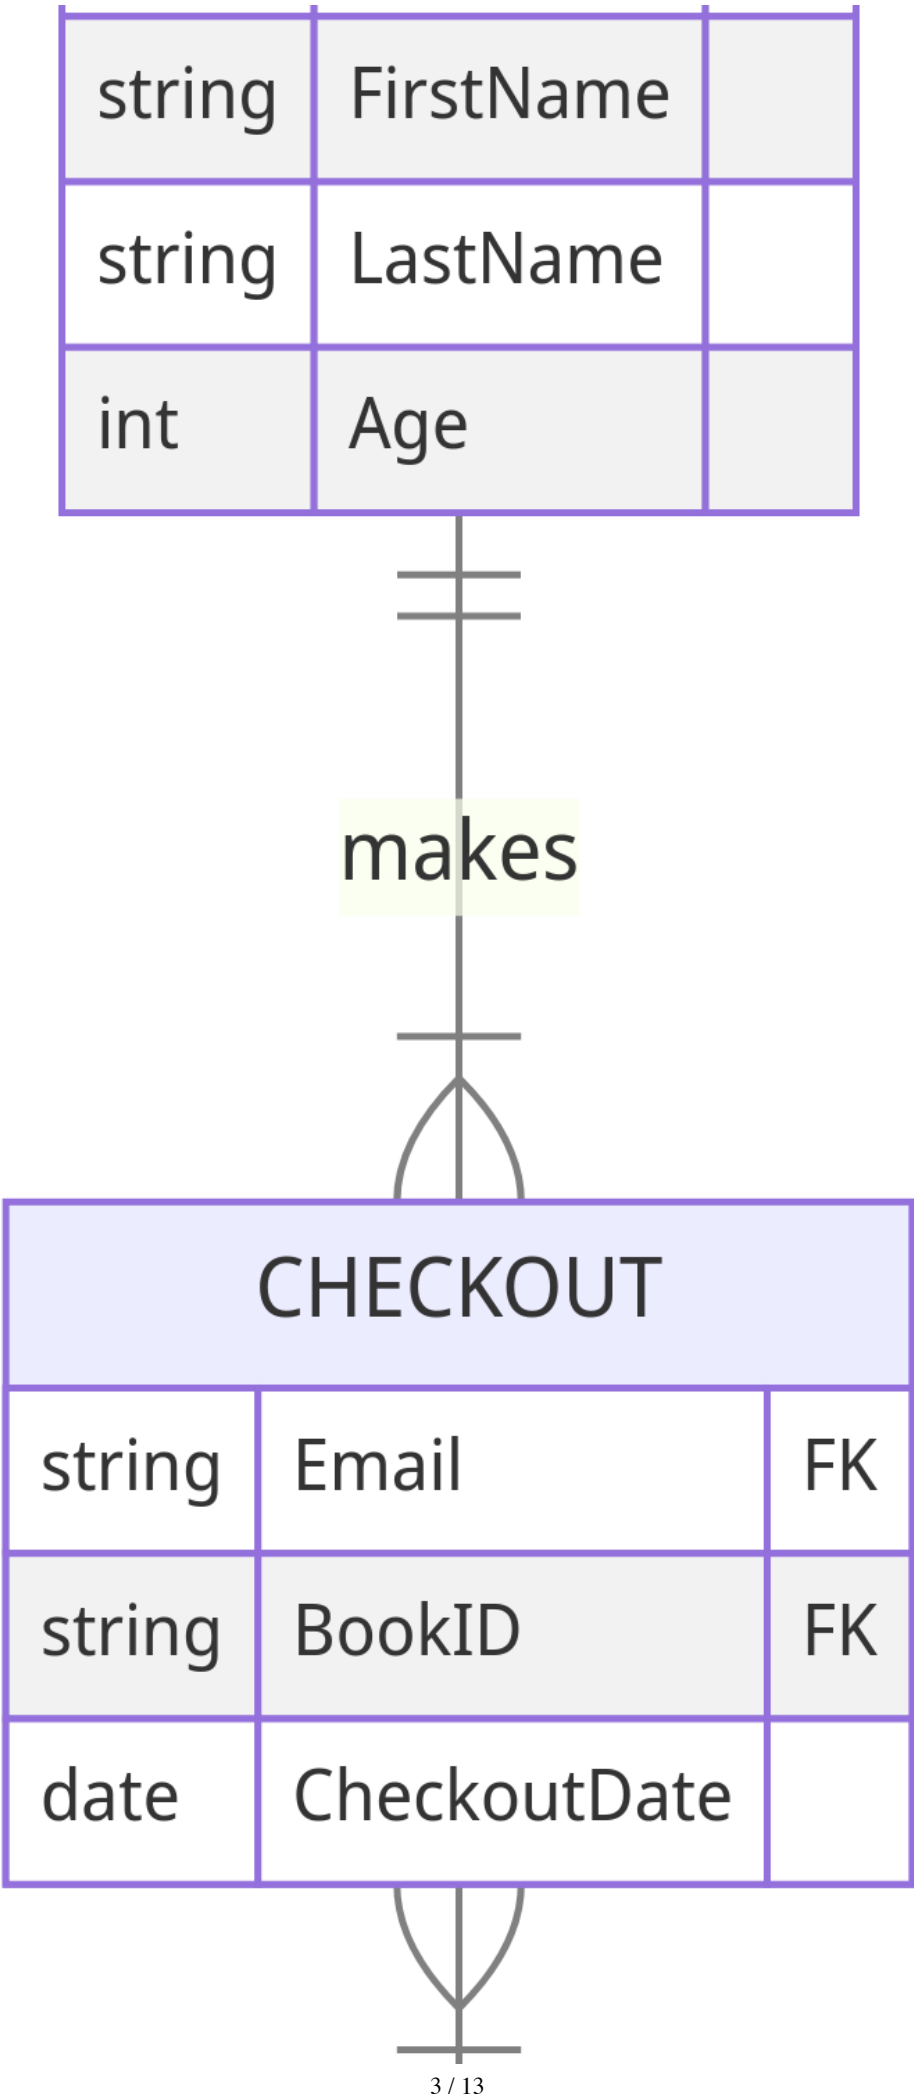 string FirstName
string LastName
int Age
makes
CHECKOUT
string Email FK
string BookID FK
date CheckoutDate
3 / 13